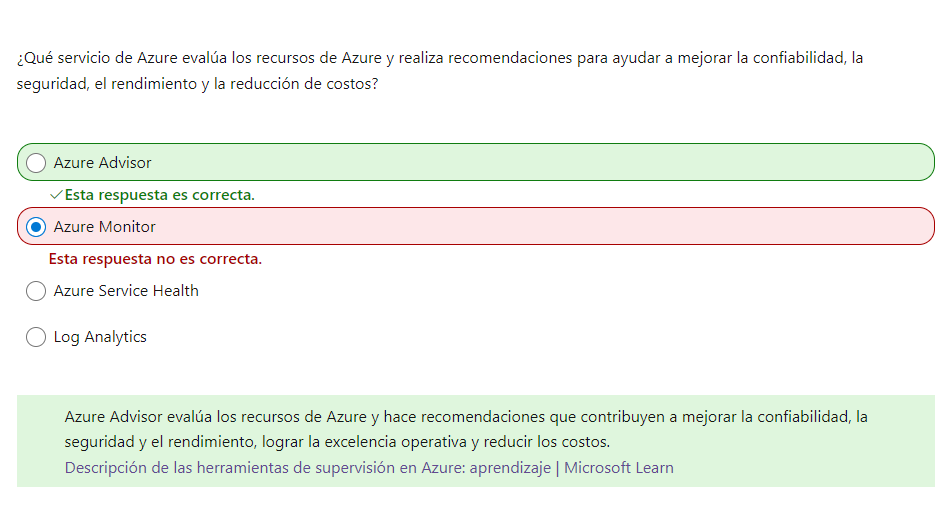 ¿Qué servicio de Azure evalúa los recursos de Azure y realiza recomendaciones para ayudar a mejorar la confiabilidad, la
seguridad, el rendimiento y la reducción de costos?
Azure Advisor
Esta respuesta es correcta.
Azure Monitor
Esta respuesta no es correcta.
Azure Service Health
Log Analytics
Azure Advisor evalúa los recursos de Azure y hace recomendaciones que contribuyen a mejorar la confiabilidad, la
seguridad y el rendimiento, lograr la excelencia operativa y reducir los costos.
Descripción de las herramientas de supervisión en Azure: aprendizaje | Microsoft Learn